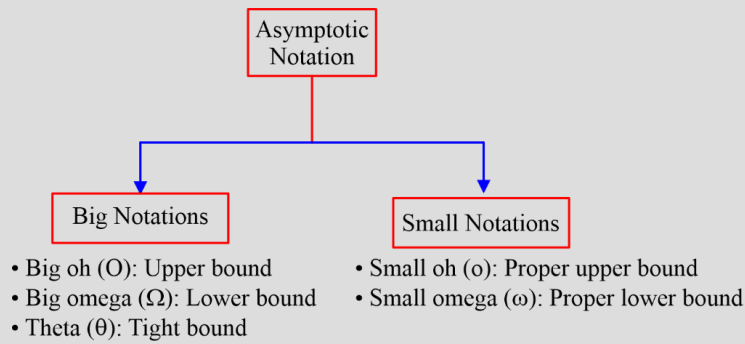 Asymptotic
Notation
Big Notations
Small Notations
• Big oh (O): Upper bound
• Big omega (Ω): Lower bound
• Theta (θ): Tight bound
• Small oh (o): Proper upper bound
• Small omega (ω): Proper lower bound